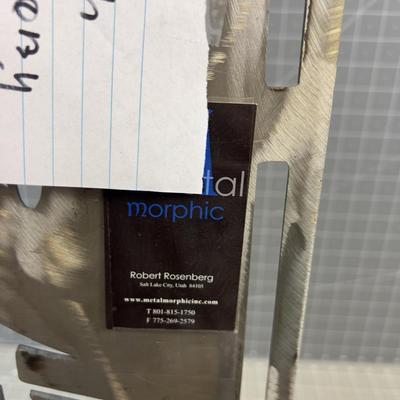 tal
morphic
Robert Rosenberg
Salt Lake City, Utah 84105
www.metalmorphicinc.com
T 801-815-1750
F 775-269-2579